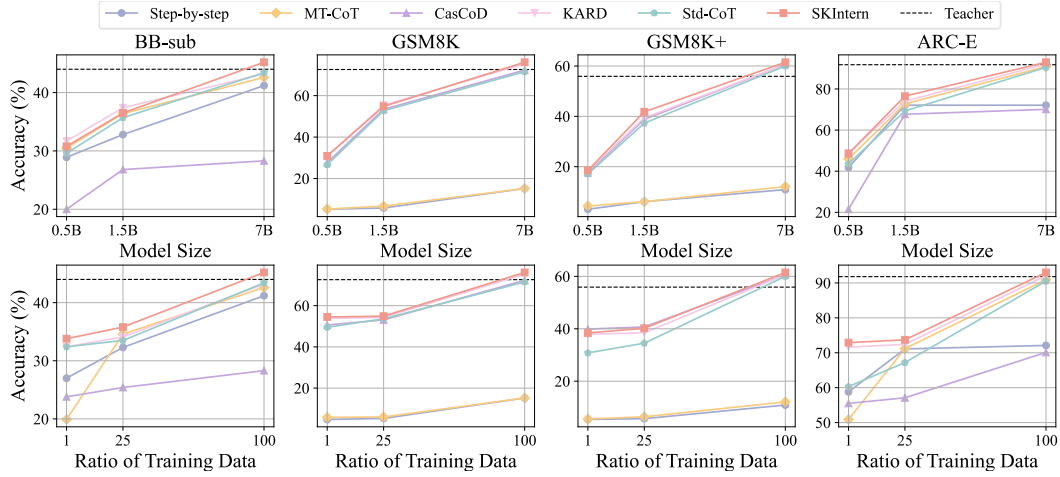 Step-by-step MT-CoT CasCoD KARD Std-CoT SKIntern Teacher
BB-sub GSM8K GSM8K+ ARC-E
Accuracy (%)
40
30
20
0.5B 1.5B 7B
Model Size
60
40
20
0.5B 1.5B 7B
Model Size
60
40
20
0.5B 1.5B 7B
Model Size
80
60
40
20
0.5B 1.5B 7B
Model Size
Accuracy (%)
40
30
20
1 25 100
Ratio of Training Data
80
60
40
20
1 25 100
Ratio of Training Data
60
40
20
1 25 100
Ratio of Training Data
90
80
70
60
50
1 25 100
Ratio of Training Data